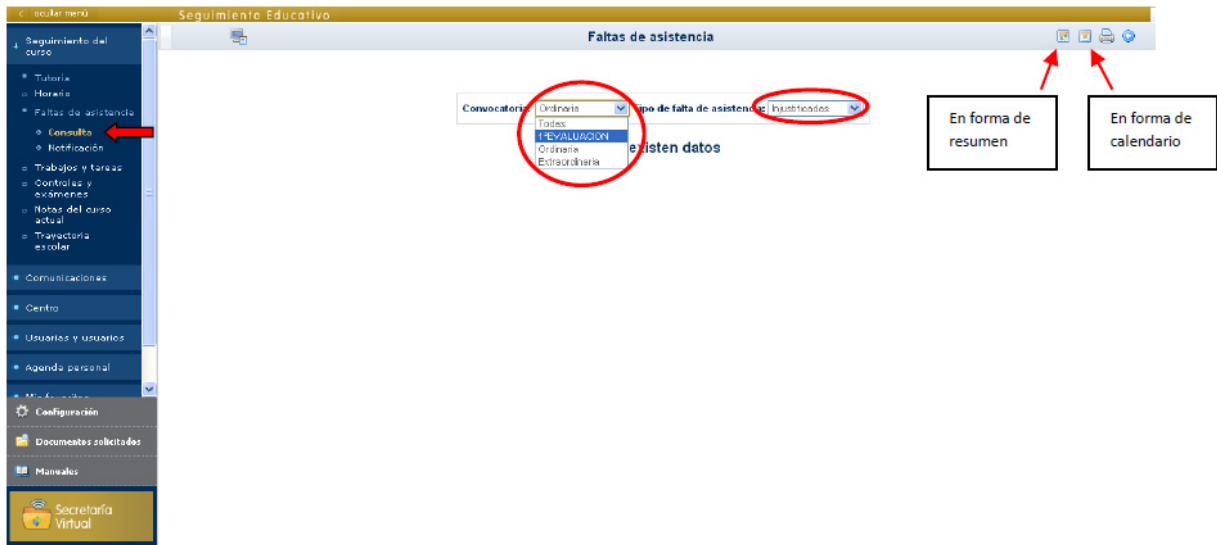 ocultar menú
Seguimiento Educativo
Seguimiento del
curso
Tutoría
Horario
Faltas de asistencia
Consulta
Notificación
Trabajos y tareas
Controles y
exámenes
Notas del curso
actual
Trayectoria
escolar
Comunicaciones
Centro
Usuarias y usuarios
Agenda personal
Configuración
Documentos solicitados
Manuales
Secretaría
Virtual
Faltas de asistencia
Convocatoria: Ordinaria Tipo de falta de asistencia: Injustificadas
Todas
1ªEVALUACION
Ordinaria
Extraordinaria
existen datos
En forma de
resumen
En forma de
calendario